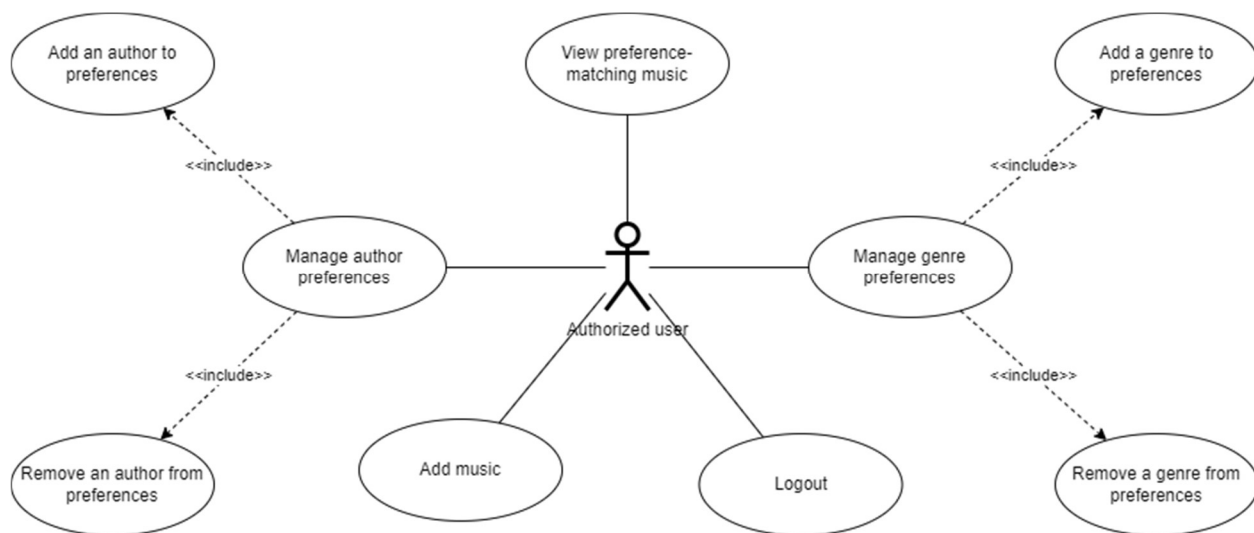 Add an author to
preferences
View preference-
matching music
Add a genre to
preferences
<<include>>
<<include>>
Manage author
preferences
Manage genre
preferences
Authorized user
<<include>>
<<include>>
Remove an author from
preferences
Add music
Logout
Remove a genre from
preferences